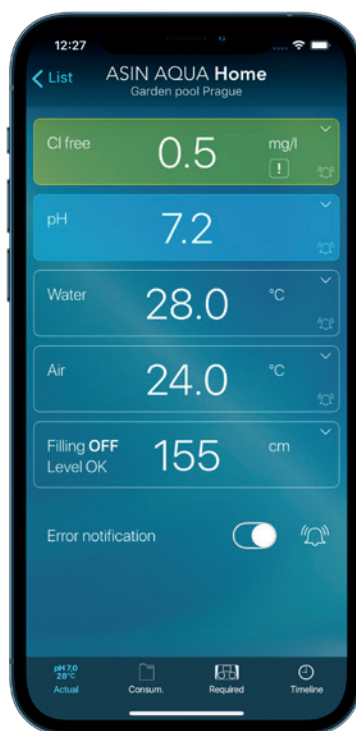 12:27
List ASIN AQUA Home
Garden pool Prague
Cl free 0.5 mg/l
!
pH 7.2
Water 28.0 °C
Air 24.0 °C
Filling OFF
Level OK 155 cm
Error notification
pH 7,0
28°C
Actual Consum. Required Timeline